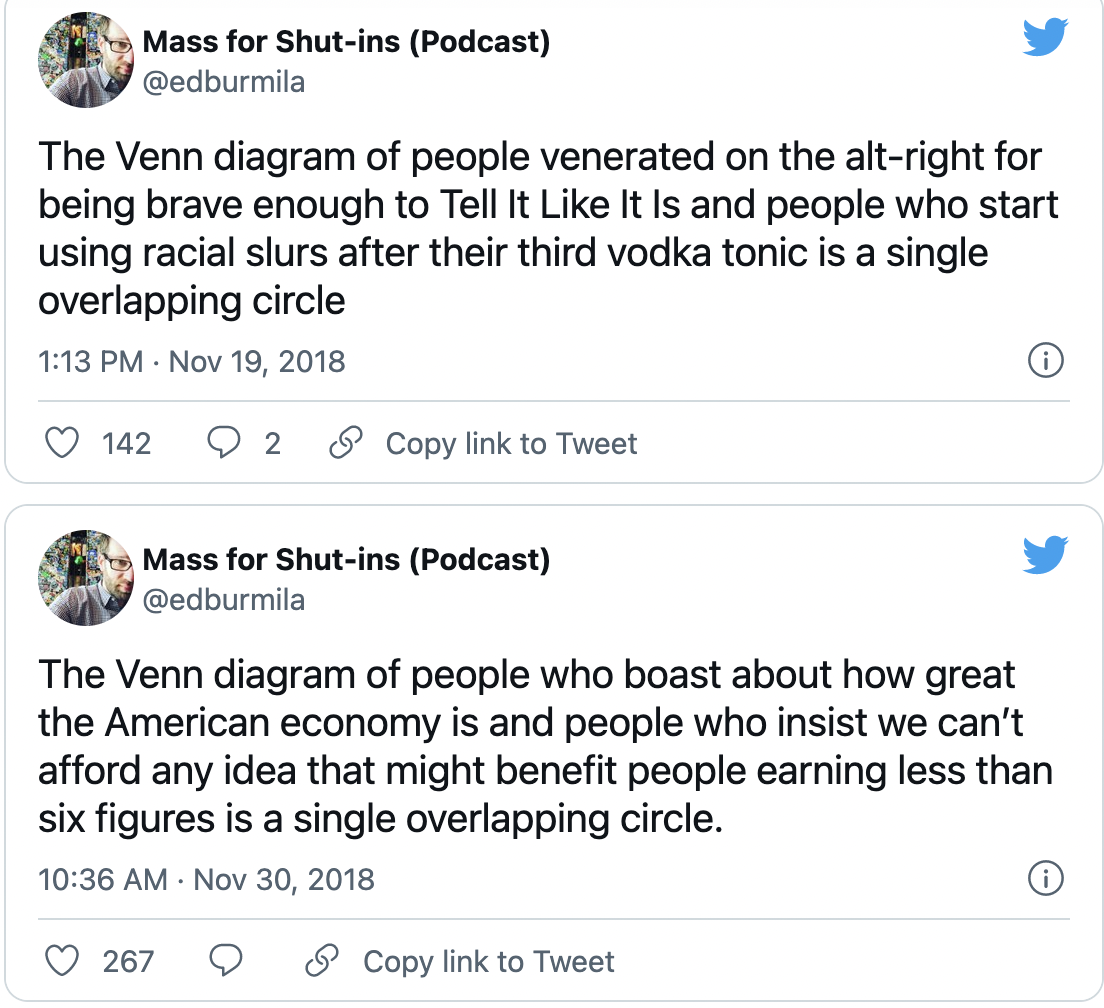 Mass for Shut-ins (Podcast)
@edburmila
The Venn diagram of people venerated on the alt-right for
being brave enough to Tell It Like It Is and people who start
using racial slurs after their third vodka tonic is a single
overlapping circle
1:13 PM · Nov 19, 2018
142 2 Copy link to Tweet
Mass for Shut-ins (Podcast)
@edburmila
The Venn diagram of people who boast about how great
the American economy is and people who insist we can’t
afford any idea that might benefit people earning less than
six figures is a single overlapping circle.
10:36 AM · Nov 30, 2018
267 Copy link to Tweet